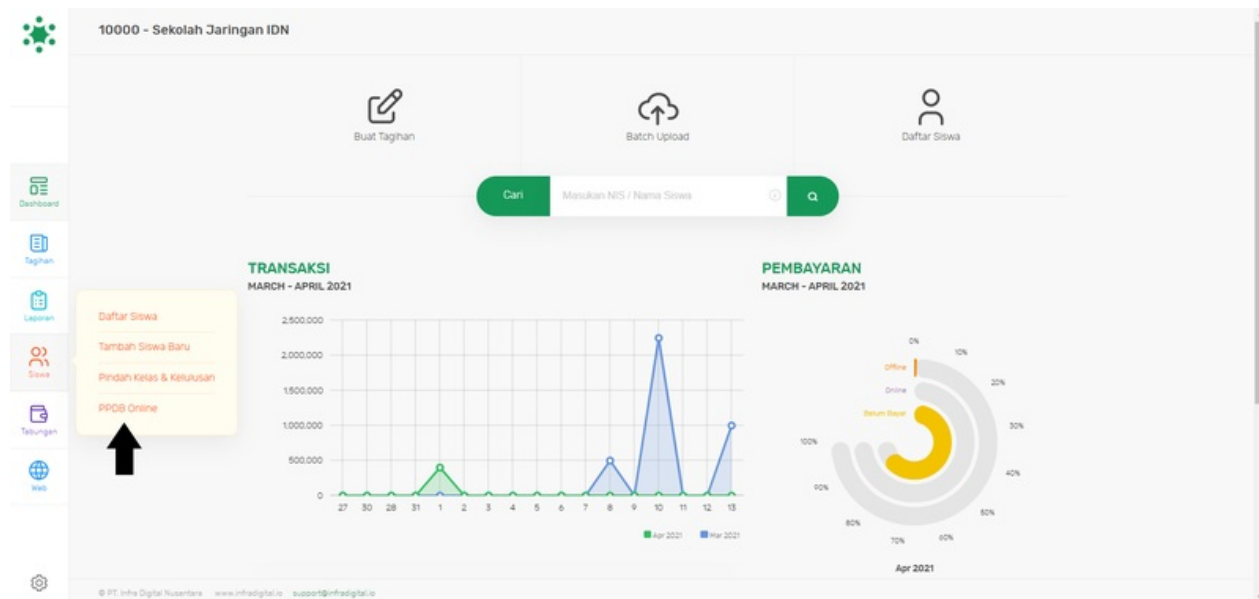 10000 - Sekolah Jaringan IDN
Buat Tagihan
Batch Upload
Daftar Siswa
Cari
Masukan NIS / Nama Siswa
Dashboard
Tagihan
Laporan
Siswa
Tabungan
Web
Daftar Siswa
Tambah Siswa Baru
Pindah Kelas & Kelulusan
PPDB Online
TRANSAKSI
MARCH - APRIL 2021
2,500,000
2,000,000
1,500,000
1,000,000
500,000
0
27 30 28 31 1 2 3 4 5 6 7 8 9 10 11 12 13
Apr 2021 Mar 2021
PEMBAYARAN
MARCH - APRIL 2021
Offline
Online
Belum Bayar
0%
10%
20%
30%
40%
50%
60%
70%
80%
90%
100%
Apr 2021
© PT. Infra Digital Nusantara www.infradigital.io support@infradigital.io